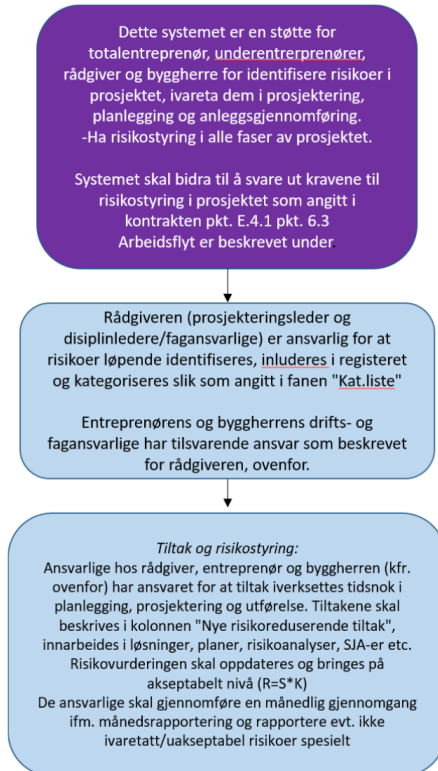 Dette systemet er en støtte for
totalentreprenør, underentrerprenører,
rådgiver og byggherre for identifisere risikoer i
prosjektet, ivareta dem i prosjektering,
planlegging og anleggsgjennomføring.
-Ha risikostyring i alle faser av prosjektet.
Systemet skal bidra til å svare ut kravene til
risikostyring i prosjektet som angitt i
kontrakten pkt. E.4.1 pkt. 6.3
Arbeidsflyt er beskrevet under.
Rådgiveren (prosjekteringsleder og
disiplinledere/fagansvarlige) er ansvarlig for at
risikoer løpende identifiseres, inluderes i registeret
og kategoriseres slik som angitt i fanen "Kat.liste"
Entreprenørens og byggherrens drifts- og
fagansvarlige har tilsvarende ansvar som beskrevet
for rådgiveren, ovenfor.
Tiltak og risikostyring:
Ansvarlige hos rådgiver, entreprenør og byggherren (kfr.
ovenfor) har ansvaret for at tiltak iverksettes tidsnok i
planlegging, prosjektering og utførelse. Tiltakene skal
beskrives i kolonnen "Nye risikoreduserende tiltak",
innarbeides i løsninger, planer, risikoanalyser, SJA-er etc.
Risikovurderingen skal oppdateres og bringes på
akseptabelt nivå (R=S*K)
De ansvarlige skal gjennomføre en månedlig gjennomgang
ifm. månedsrapportering og rapportere evt. ikke
ivaretatt/uakseptabel risikoer spesielt